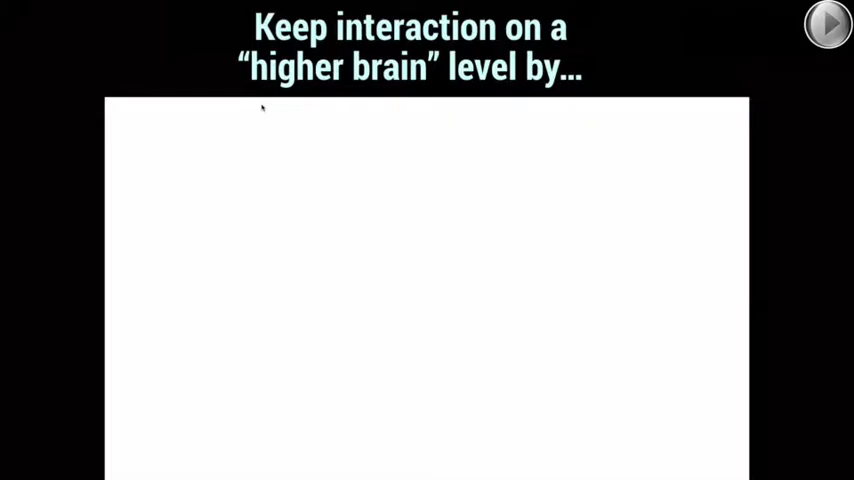 Keep interaction on a
“higher brain” level by...